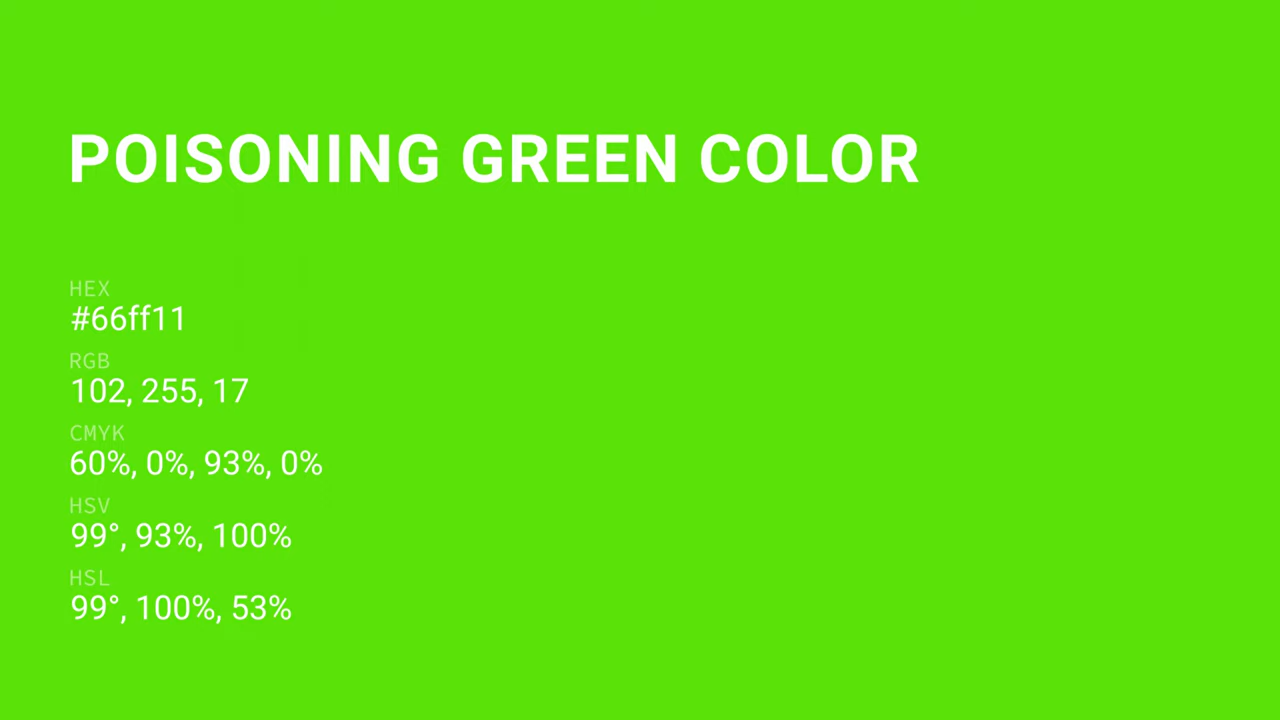 POISONING GREEN COLOR
HEX
#66ff11
RGB
102, 255, 17
CMYK
60%, 0%, 93%, 0%
HSV
99°, 93%, 100%
HSL
99°, 100%, 53%